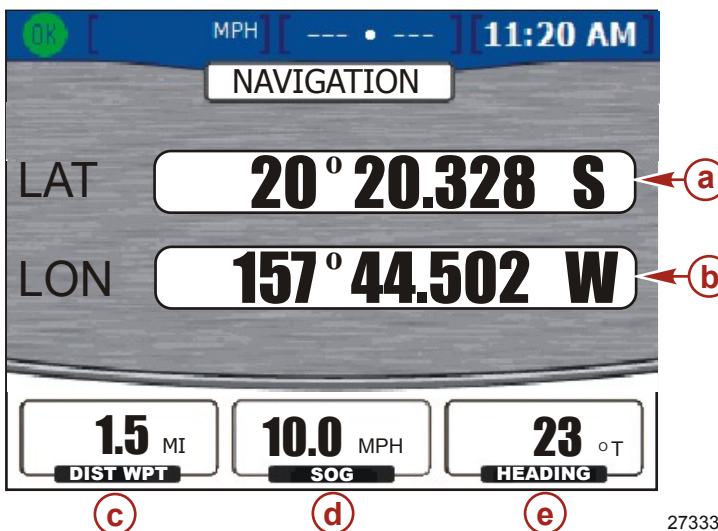 OK [ MPH ] [ --- • --- ] [ 11:20 AM ]
NAVIGATION
LAT 20° 20.328 S a
LON 157° 44.502 W b
1.5 MI 10.0 MPH 23 °T
DIST WPT SOG HEADING
c d e
27333